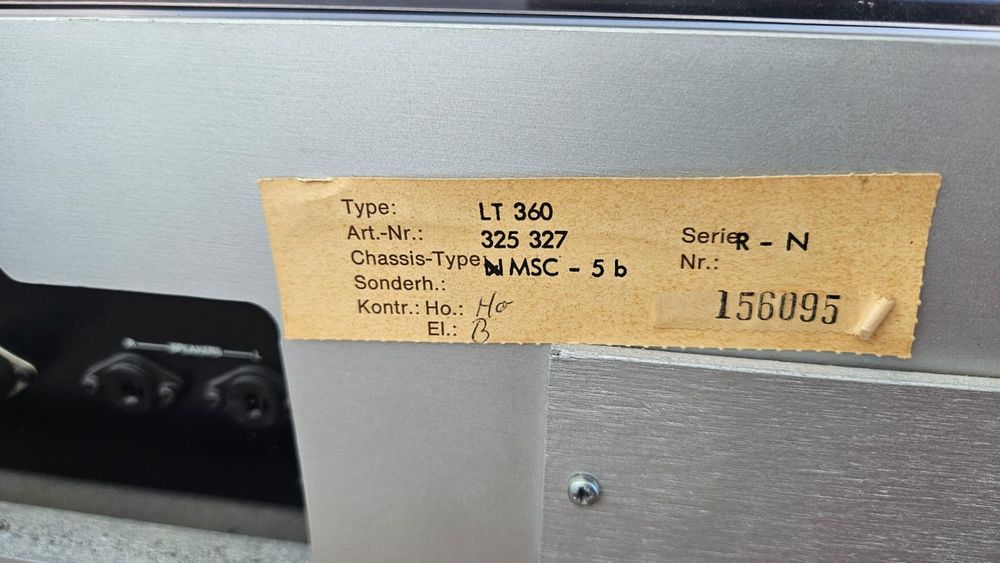 Type: LT 360
Art.-Nr.: 325 327
Chassis-Type MSC - 5 b
Sonderh.:
Kontr.: Ho.: Ho
El.: B
Serie R - N
Nr.:
156095
SPEAKERS